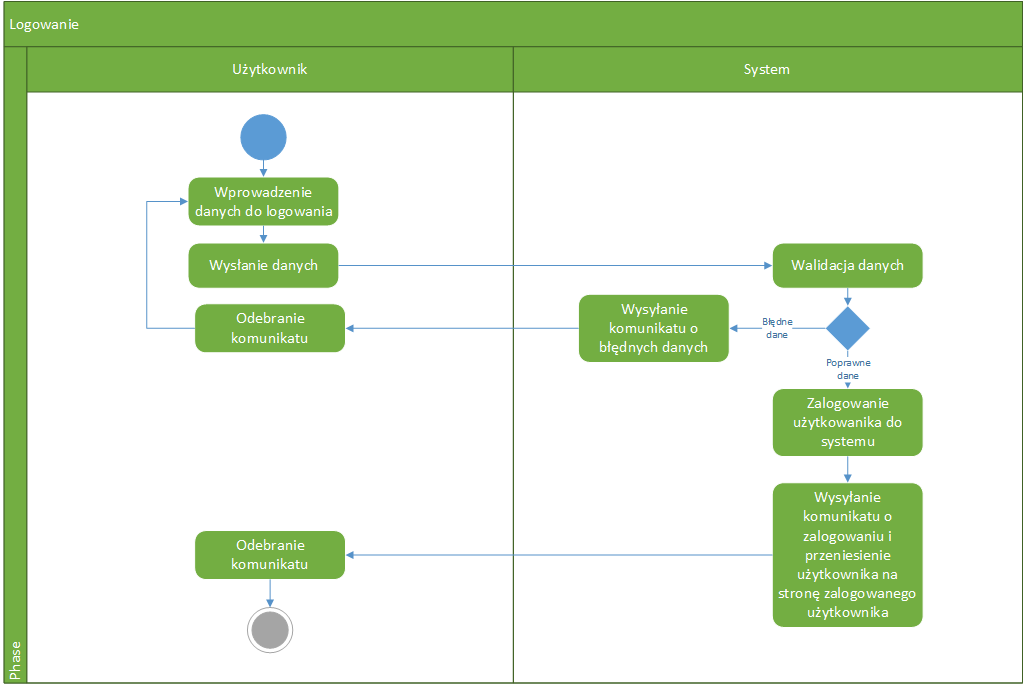 Logowanie
Użytkownik
System
Wprowadzenie
danych do logowania
Wysłanie danych
Walidacja danych
Odebranie
komunikatu
Wysyłanie
komunikatu o
błędnych danych
Błędne
dane
Poprawne
dane
Zalogowanie
użytkowanika do
systemu
Wysyłanie
komunikatu o
zalogowaniu i
przeniesienie
użytkownika na
stronę zalogowanego
użytkownika
Odebranie
komunikatu
Phase